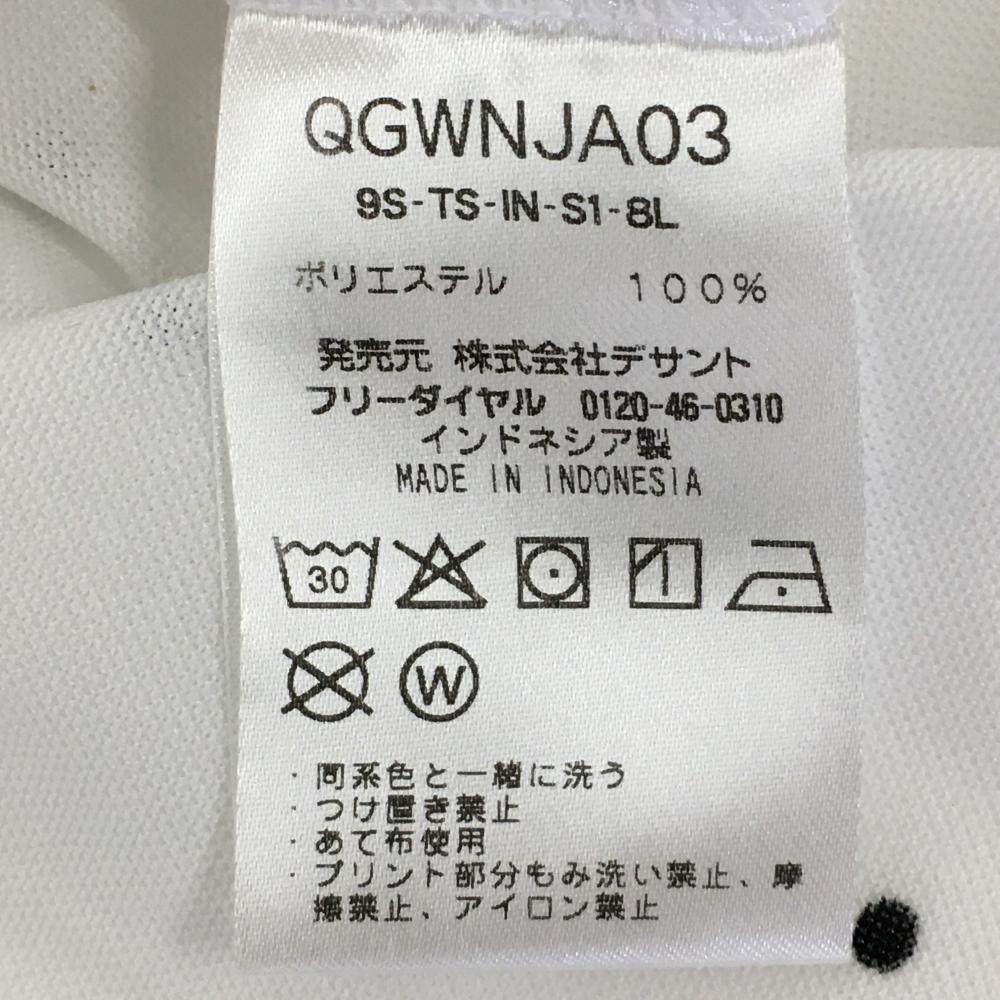 QGWNJA03
9S-TS-IN-S1-8L
ポリエステル 100%
発売元 株式会社デサント
フリーダイヤル 0120-46-0310
インドネシア製
MADE IN INDONESIA
30
W
・同系色と一緒に洗う
・つけ置き禁止
・あて布使用
・プリント部分もみ洗い禁止、摩
擦禁止、アイロン禁止